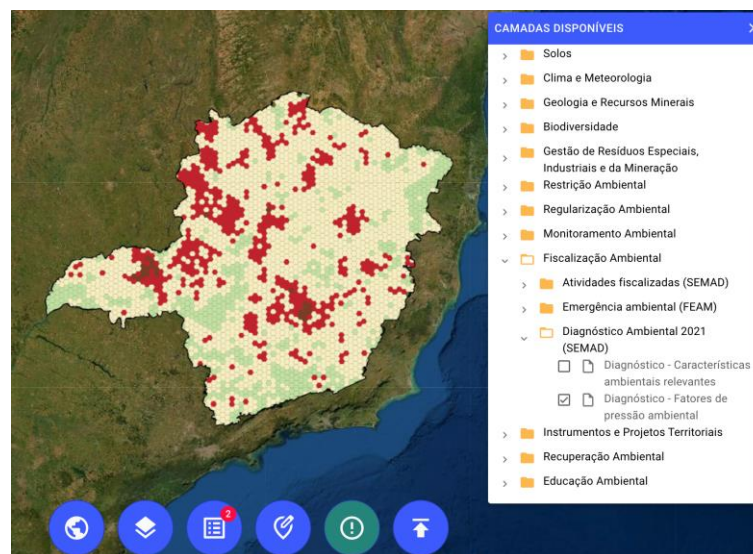 CAMADAS DISPONÍVEIS
Solos
Clima e Meteorologia
Geologia e Recursos Minerais
Biodiversidade
Gestão de Resíduos Especiais,
Industriais e da Mineração
Restrição Ambiental
Regularização Ambiental
Monitoramento Ambiental
Fiscalização Ambiental
Atividades fiscalizadas (SEMAD)
Emergência ambiental (FEAM)
Diagnóstico Ambiental 2021
(SEMAD)
Diagnóstico - Características
ambientais relevantes
Diagnóstico - Fatores de
pressão ambiental
Instrumentos e Projetos Territoriais
Recuperação Ambiental
Educação Ambiental
2